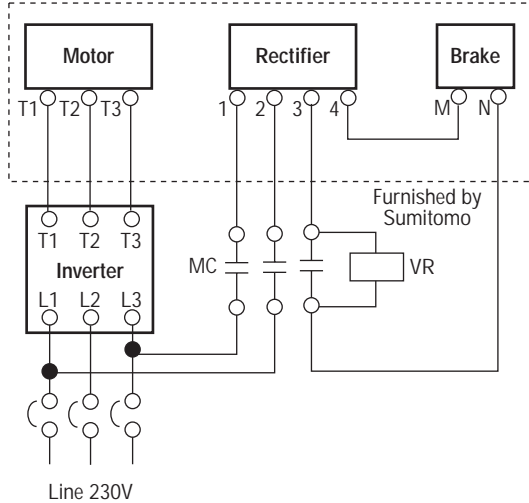 Motor Rectifier Brake
T1 T2 T3 1 2 3 4 M N
Furnished by
Sumitomo
T1 T2 T3
Inverter
MC VR
L1 L2 L3
Line 230V